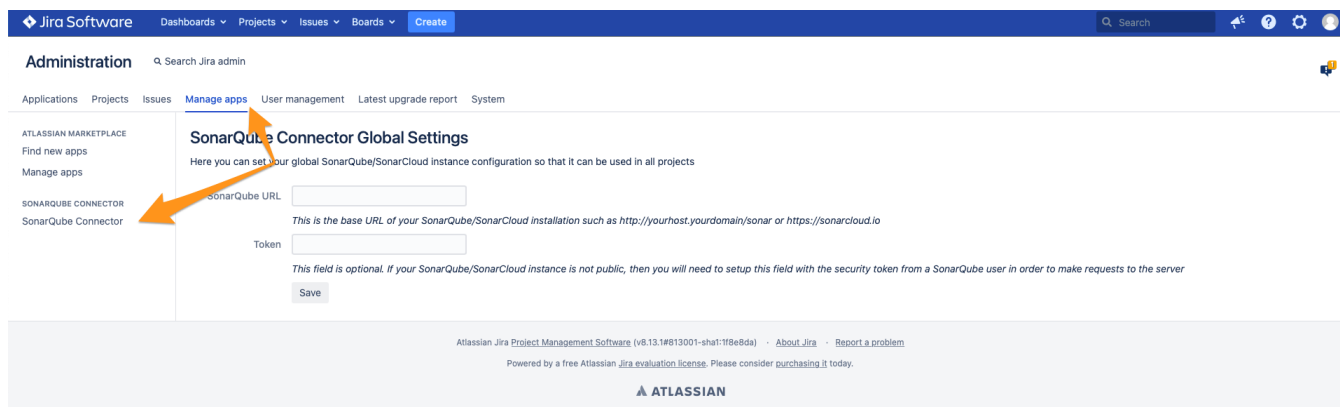 Jira Software Dashboards Projects Issues Boards Create Search
Administration Search Jira admin
Applications Projects Issues Manage apps User management Latest upgrade report System
ATLASSIAN MARKETPLACE
Find new apps
Manage apps
SONARQUBE CONNECTOR
SonarQube Connector
SonarQube Connector Global Settings
Here you can set your global SonarQube/SonarCloud instance configuration so that it can be used in all projects
SonarQube URL
This is the base URL of your SonarQube/SonarCloud installation such as http://yourhost.yourdomain/sonar or https://sonarcloud.io
Token
This field is optional. If your SonarQube/SonarCloud instance is not public, then you will need to setup this field with the security token from a SonarQube user in order to make requests to the server
Save
Atlassian Jira Project Management Software (v8.13.1#813001-sha1:1f8e8da) · About Jira · Report a problem
Powered by a free Atlassian Jira evaluation license. Please consider purchasing it today.
ATLASSIAN